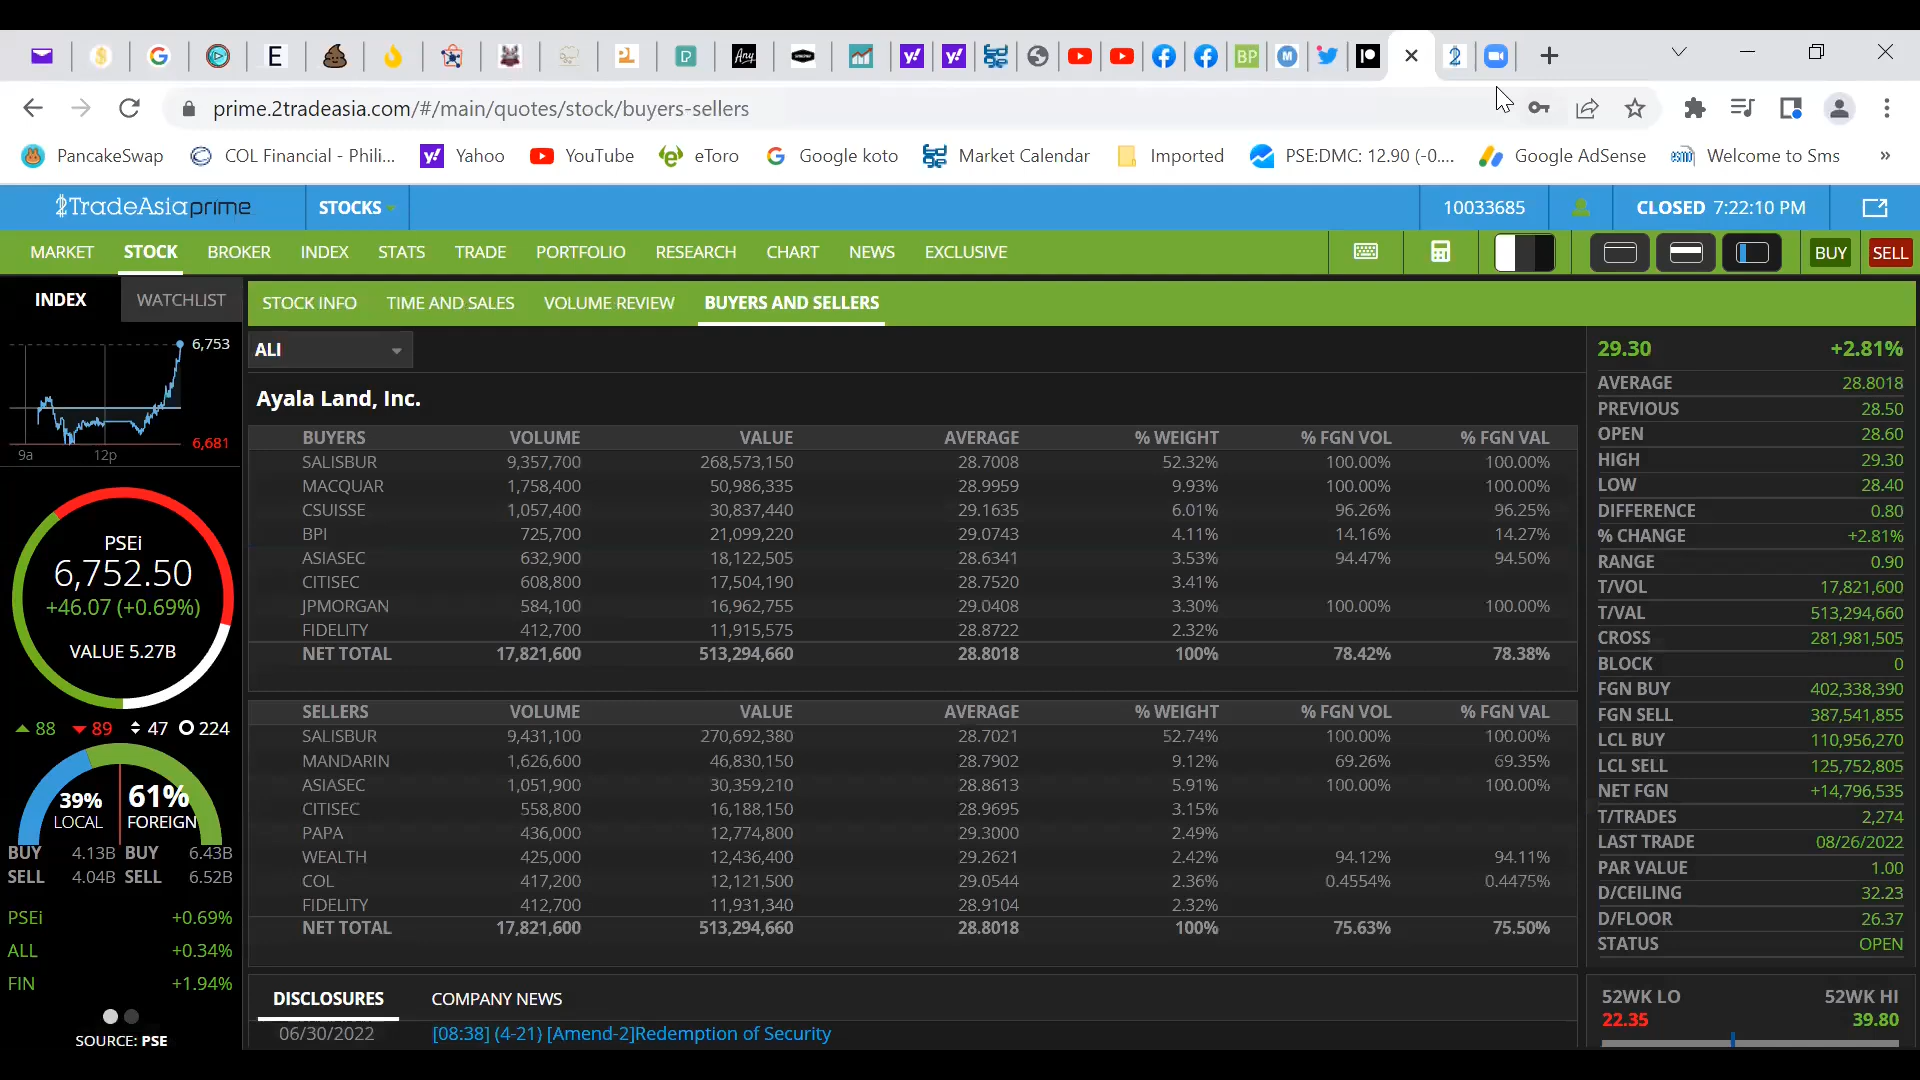 E
Any
BP
M
prime.2tradeasia.com/#/main/quotes/stock/buyers-sellers
PancakeSwap COL Financial - Phili... Yahoo YouTube eToro Google koto Market Calendar Imported PSE:DMC: 12.90 (-0.... Google AdSense Welcome to Sms »
2TradeAsiaprime STOCKS 10033685 CLOSED 7:22:10 PM
MARKET STOCK BROKER INDEX STATS TRADE PORTFOLIO RESEARCH CHART NEWS EXCLUSIVE BUY SELL
INDEX WATCHLIST
6,753
6,681
9a 12p
PSEi
6,752.50
+46.07 (+0.69%)
VALUE 5.27B
88 89 47 224
39% LOCAL 61% FOREIGN
BUY 4.13B BUY 6.43B
SELL 4.04B SELL 6.52B
PSEi +0.69%
ALL +0.34%
FIN +1.94%
SOURCE: PSE
STOCK INFO TIME AND SALES VOLUME REVIEW BUYERS AND SELLERS
ALI
Ayala Land, Inc.
BUYERS VOLUME VALUE AVERAGE % WEIGHT % FGN VOL % FGN VAL
SALISBUR 9,357,700 268,573,150 28.7008 52.32% 100.00% 100.00%
MACQUAR 1,758,400 50,986,335 28.9959 9.93% 100.00% 100.00%
CSUISSE 1,057,400 30,837,440 29.1635 6.01% 96.26% 96.25%
BPI 725,700 21,099,220 29.0743 4.11% 14.16% 14.27%
ASIASEC 632,900 18,122,505 28.6341 3.53% 94.47% 94.50%
CITISEC 608,800 17,504,190 28.7520 3.41%
JPMORGAN 584,100 16,962,755 29.0408 3.30% 100.00% 100.00%
FIDELITY 412,700 11,915,575 28.8722 2.32%
NET TOTAL 17,821,600 513,294,660 28.8018 100% 78.42% 78.38%
SELLERS VOLUME VALUE AVERAGE % WEIGHT % FGN VOL % FGN VAL
SALISBUR 9,431,100 270,692,380 28.7021 52.74% 100.00% 100.00%
MANDARIN 1,626,600 46,830,150 28.7902 9.12% 69.26% 69.35%
ASIASEC 1,051,900 30,359,210 28.8613 5.91% 100.00% 100.00%
CITISEC 558,800 16,188,150 28.9695 3.15%
PAPA 436,000 12,774,800 29.3000 2.49%
WEALTH 425,000 12,436,400 29.2621 2.42% 94.12% 94.11%
COL 417,200 12,121,500 29.0544 2.36% 0.4554% 0.4475%
FIDELITY 412,700 11,931,340 28.9104 2.32%
NET TOTAL 17,821,600 513,294,660 28.8018 100% 75.63% 75.50%
DISCLOSURES COMPANY NEWS
06/30/2022 [08:38] (4-21) [Amend-2]Redemption of Security
29.30 +2.81%
AVERAGE 28.8018
PREVIOUS 28.50
OPEN 28.60
HIGH 29.30
LOW 28.40
DIFFERENCE 0.80
% CHANGE +2.81%
RANGE 0.90
T/VOL 17,821,600
T/VAL 513,294,660
CROSS 281,981,505
BLOCK 0
FGN BUY 402,338,390
FGN SELL 387,541,855
LCL BUY 110,956,270
LCL SELL 125,752,805
NET FGN +14,796,535
T/TRADES 2,274
LAST TRADE 08/26/2022
PAR VALUE 1.00
D/CEILING 32.23
D/FLOOR 26.37
STATUS OPEN
52WK LO 52WK HI
22.35 39.80